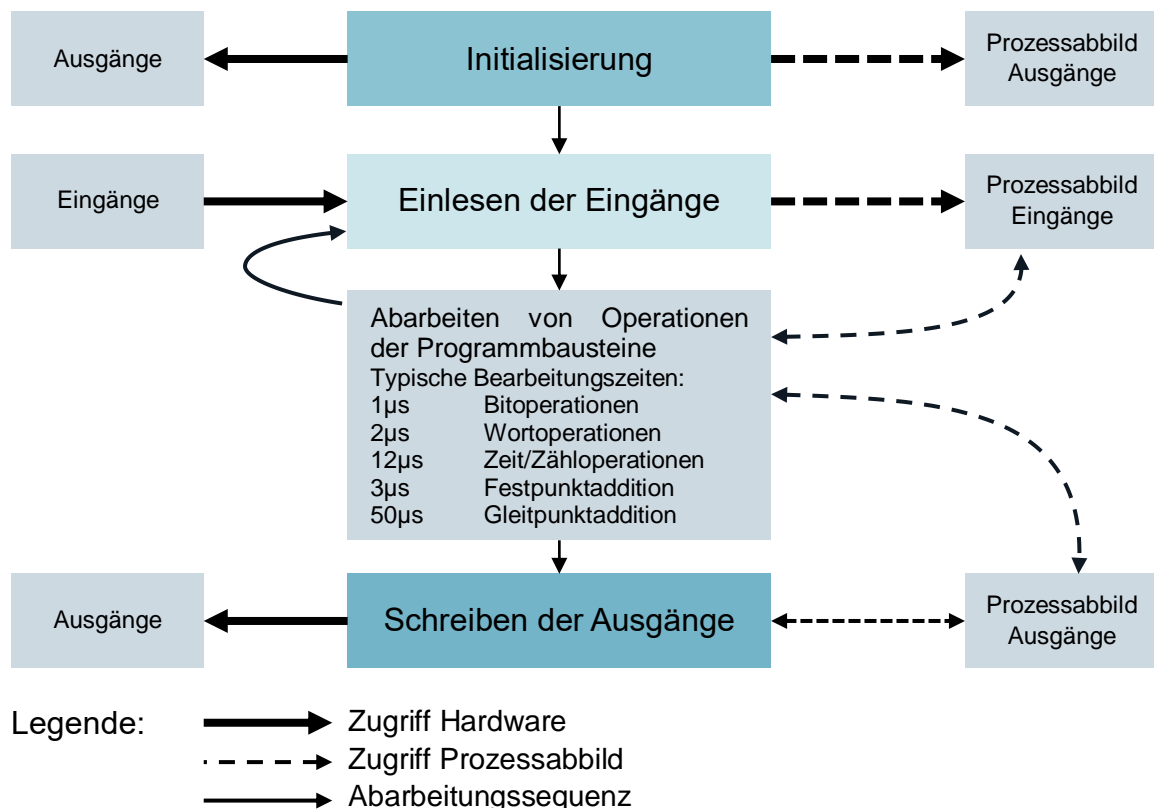 Ausgänge
Initialisierung
Prozessabbild
Ausgänge
Eingänge
Einlesen der Eingänge
Prozessabbild
Eingänge
Abarbeiten von Operationen
der Programmbausteine
Typische Bearbeitungszeiten:
1µs Bitoperationen
2µs Wortoperationen
12µs Zeit/Zähloperationen
3µs Festpunktaddition
50µs Gleitpunktaddition
Ausgänge
Schreiben der Ausgänge
Prozessabbild
Ausgänge
Legende:
Zugriff Hardware
Zugriff Prozessabbild
Abarbeitungssequenz